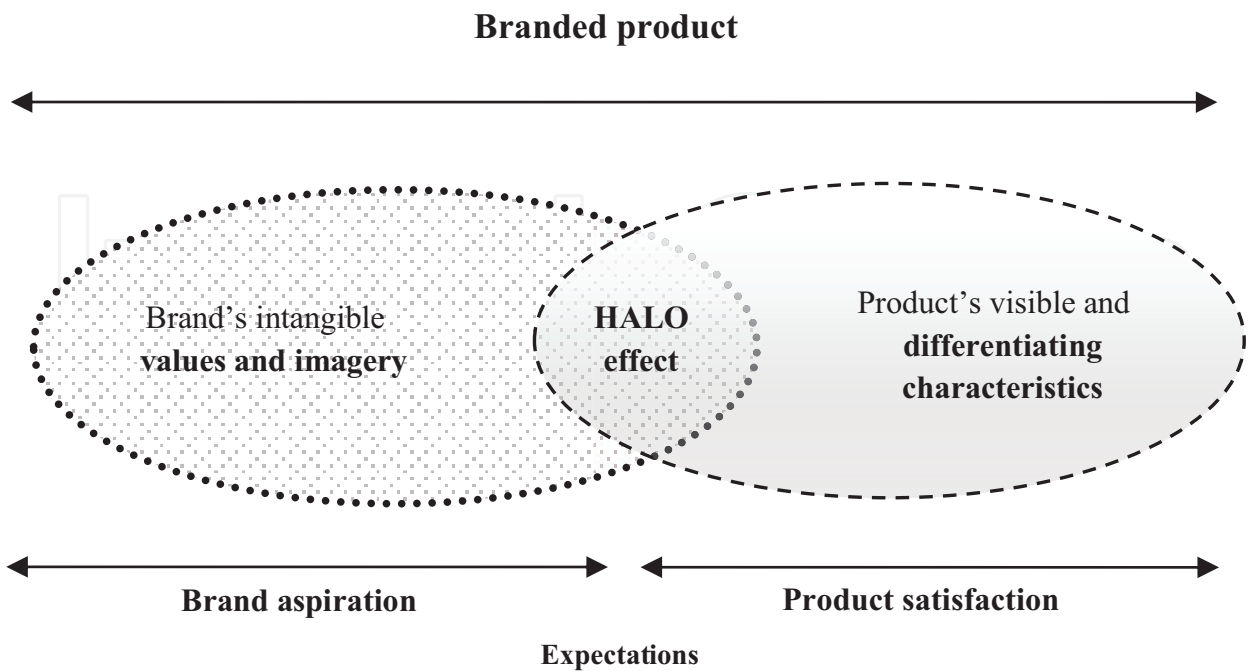 Branded product
Brand's intangible
values and imagery
HALO
effect
Product's visible and
differentiating
characteristics
Brand aspiration
Product satisfaction
Expectations